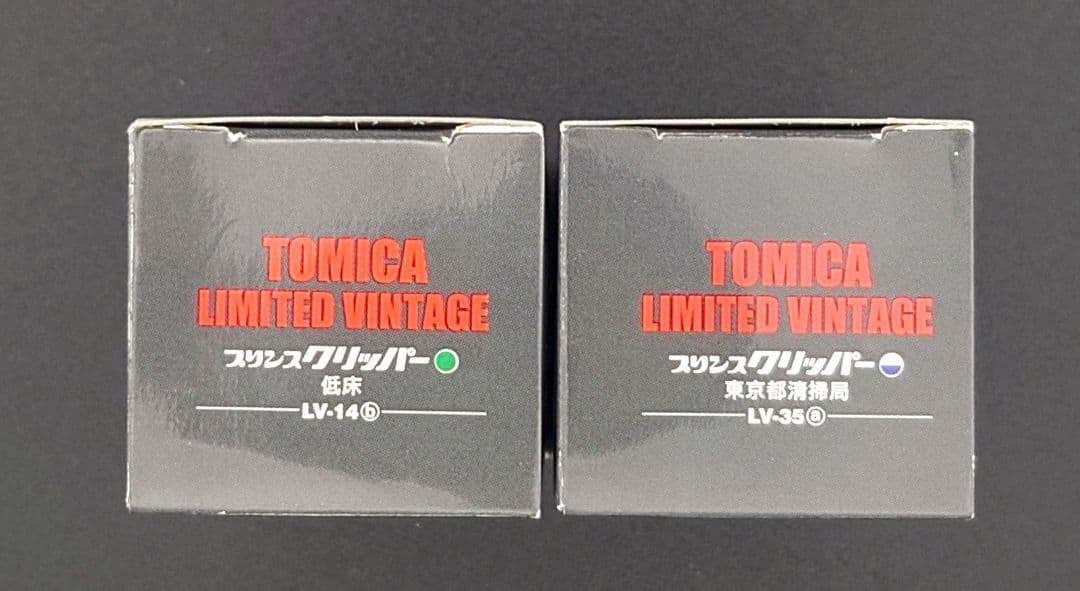 TOMICA
LIMITED VINTAGE
プリンスクリッパー
低床
LV-14ⓑ
TOMICA
LIMITED VINTAGE
プリンスクリッパー
東京都清掃局
LV-35ⓐ